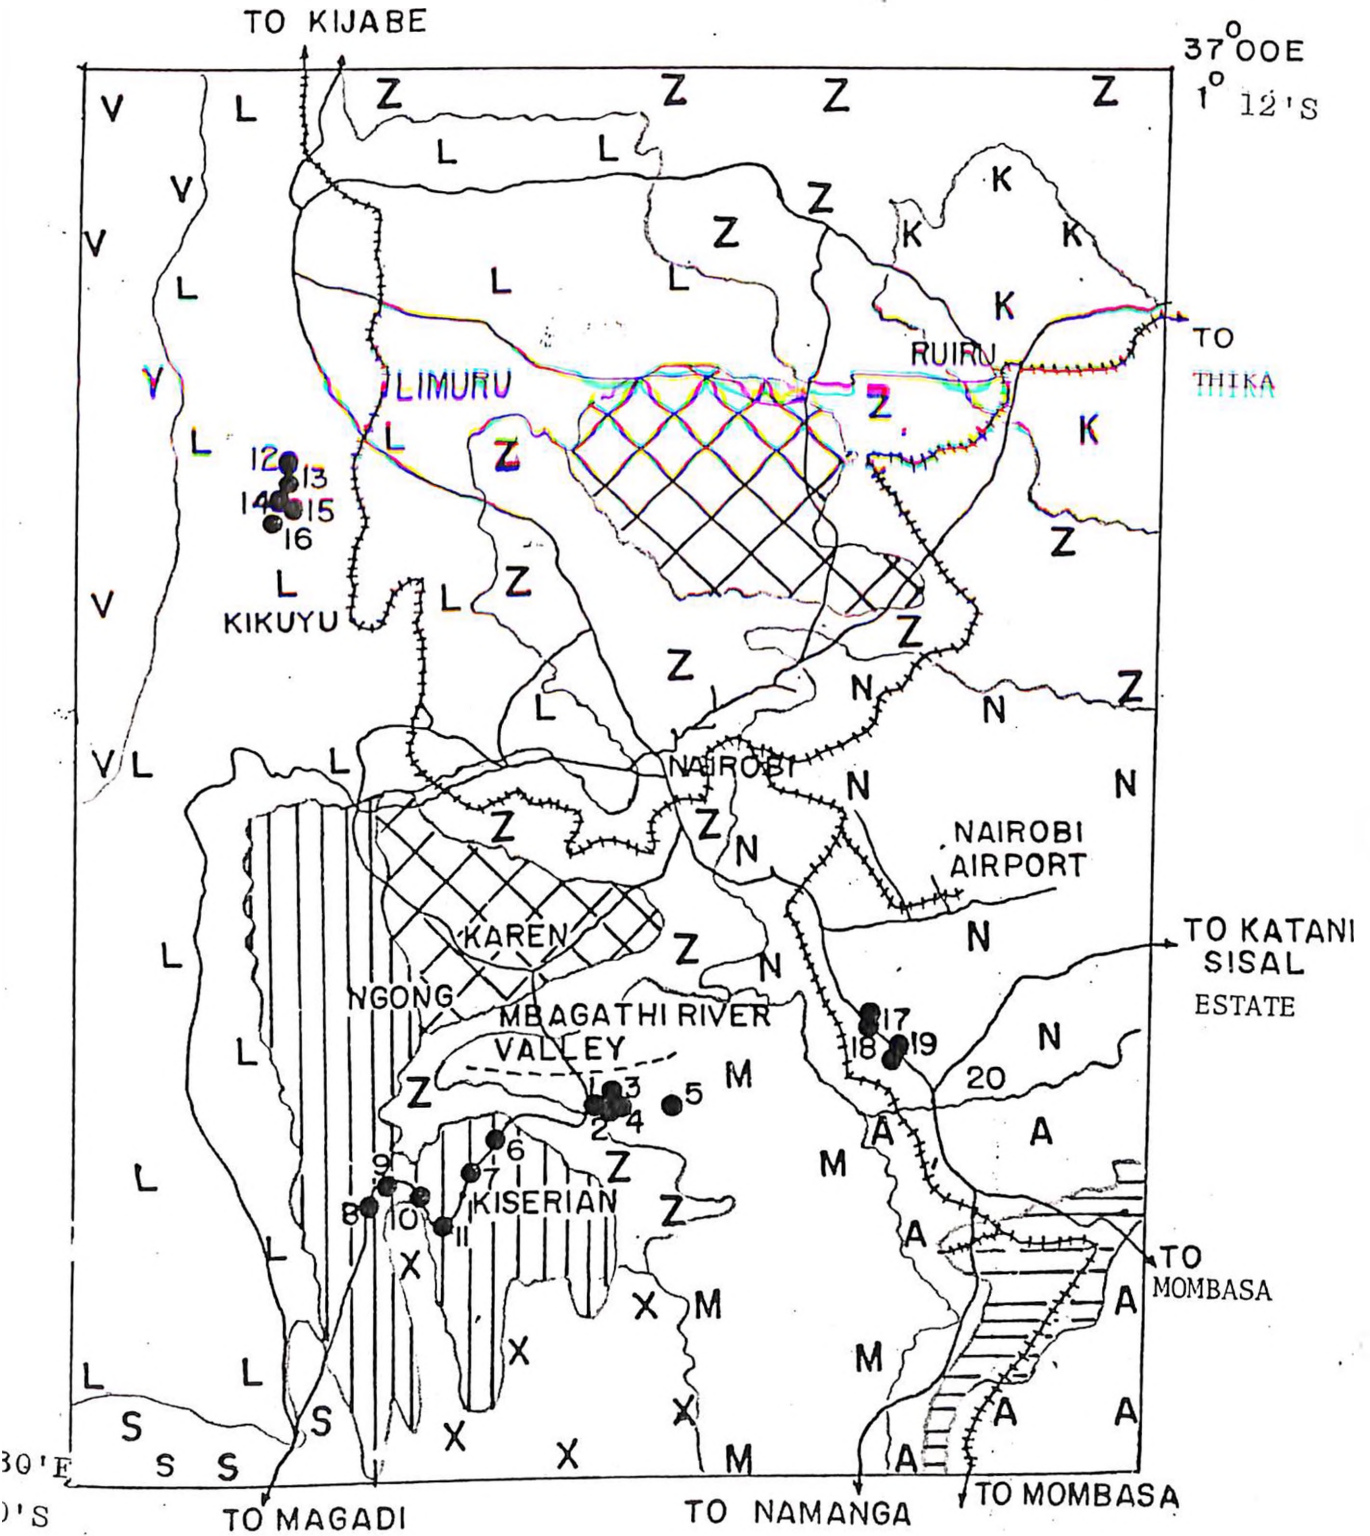 TO KIJABE
37°00E
1° 12'S
V L Z Z Z Z
L L K
V Z
V Z K K
L L L K
RUIRU
TO
THIKA
V LIMURU Z
L L Z K
12
13
14 15
16
Z
L Z L
V KIKUYU
Z Z
N Z
L N
V L L NAIROBI N N
Z Z N
NAIROBI
AIRPORT
KAREN Z N
TO KATANI
SISAL
ESTATE
L N
NGONG MBAGATHI RIVER
VALLEY
17
18 19
L M N
20
Z 1 3 5
2 4
A A
6
M
L 9 7 Z
8 10 KISERIAN Z
11
L X A
TO
MOMBASA
X M A
X M
L L
S S X X A A
S S X M A
30'E
0'S
TO MAGADI
TO NAMANGA
TO MOMBASA